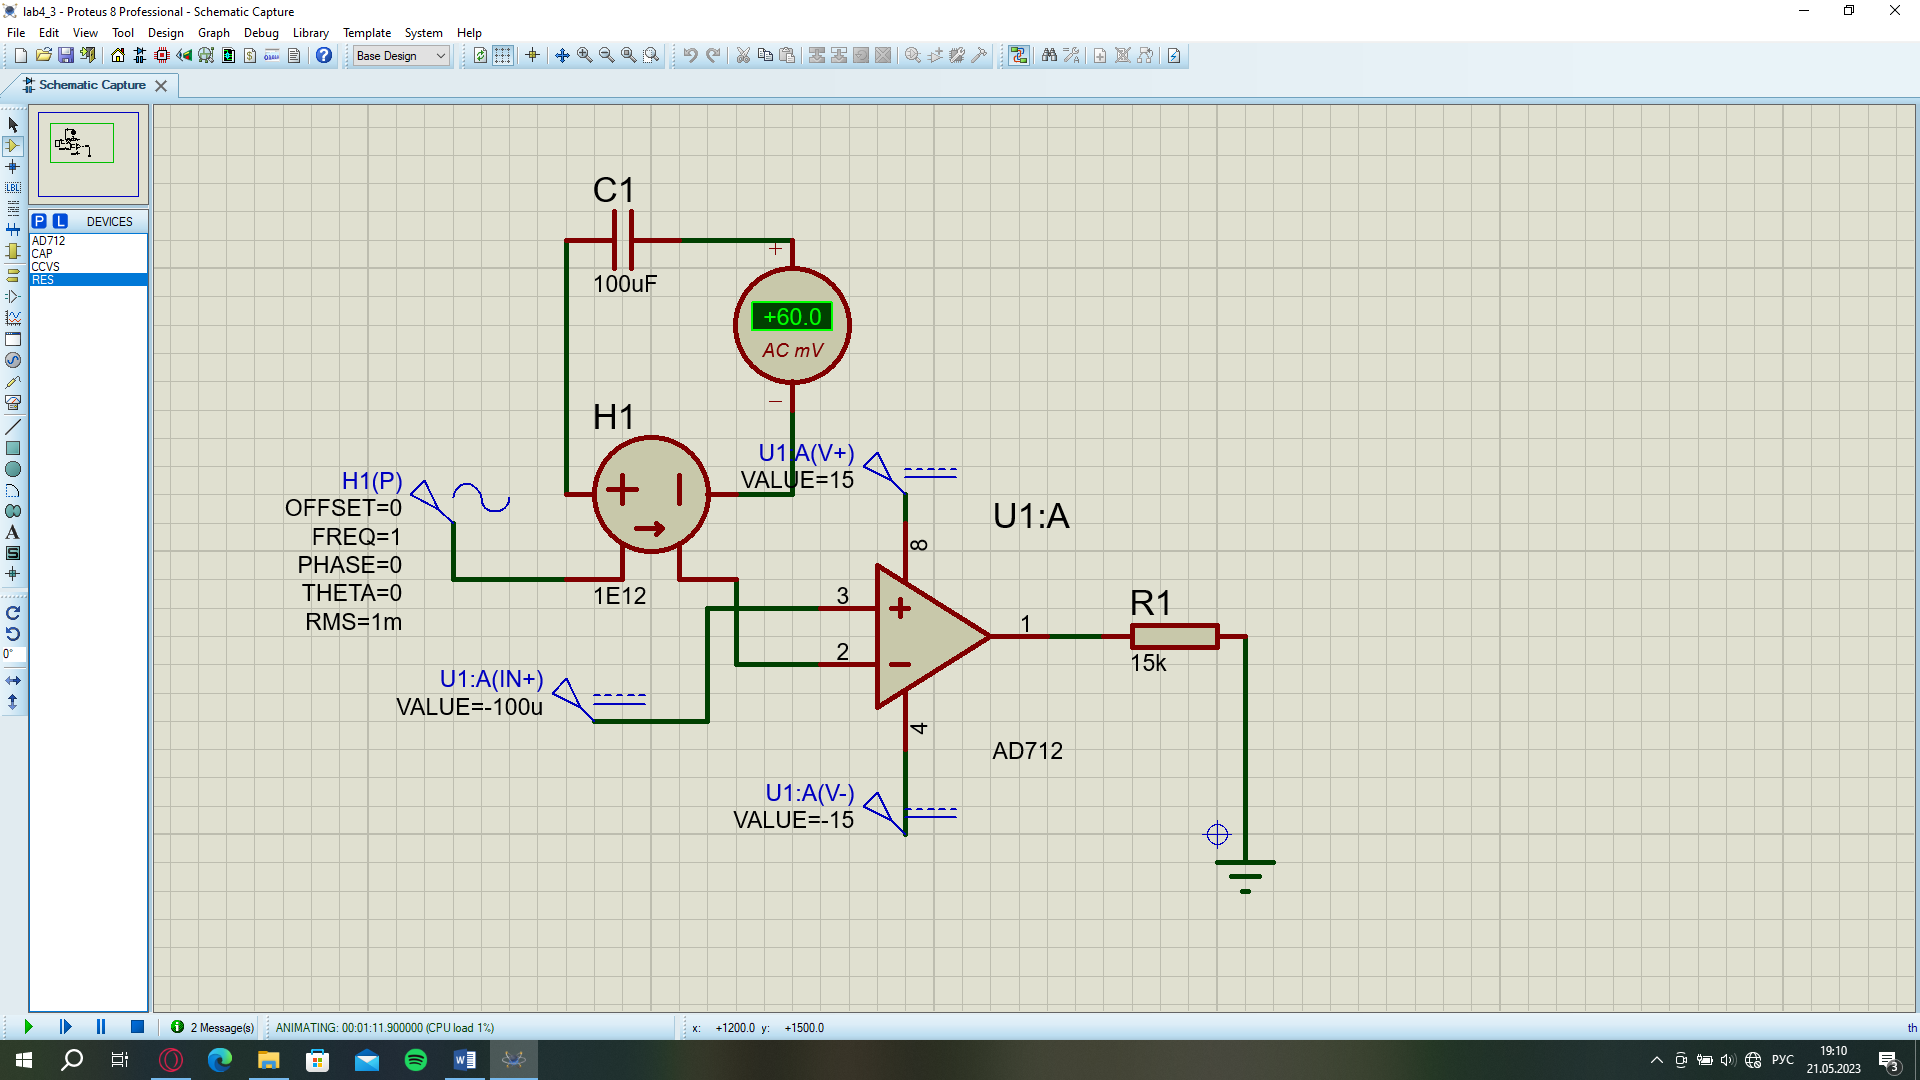 lab4_3 - Proteus 8 Professional - Schematic Capture
File Edit View Tool Design Graph Debug Library Template System Help
Base Design
Schematic Capture
P L DEVICES
AD712
CAP
CCVS
RES
LBL
A
S
0°
C1
100uF
+
+60.0
AC mV
H1
U1:A(V+)
VALUE=15
H1(P)
OFFSET=0
FREQ=1
PHASE=0
THETA=0
RMS=1m
1E12
U1:A
8
3
2
1
4
R1
15k
U1:A(IN+)
VALUE=-100u
AD712
U1:A(V-)
VALUE=-15
2 Message(s)
ANIMATING: 00:01:11.900000 (CPU load 1%)
x: +1200.0 y: +1500.0
th
РУС
19:10
21.05.2023
3